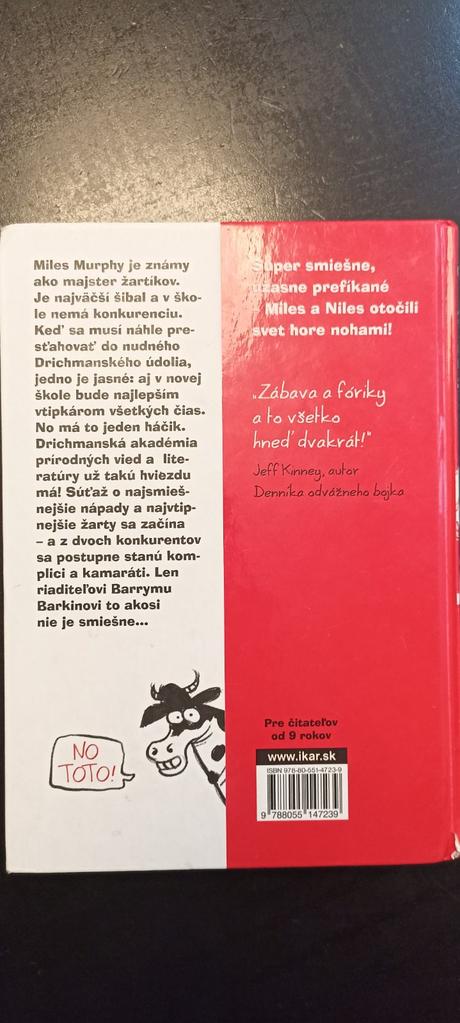 Miles Murphy je známy
ako majster žartíkov.
Je najväčší šibal a v ško-
le nemá konkurenciu.
Keď sa musí náhle pre-
sťahovať do nudného
Drichmanského údolia,
jedno je jasné: aj v novej
škole bude najlepším
vtipkárom všetkých čias.
No má to jeden háčik.
Drichmanská akadémia
prírodných vied a lite-
ratúry už takú hviezdu
má! Súťaž o najsmieš-
nejšie nápady a najvtip-
nejšie žarty sa začína
– a z dvoch konkurentov
sa postupne stanú kom-
plici a kamaráti. Len
riaditeľovi Barrymu
Barkinovi to akosi
nie je smiešne...
NO
TOTO!
Super smiešne,
úžasne prefíkané
– Miles a Niles otočili
svet hore nohami!
„Zábava a fóriky
a to všetko
hneď dvakrát!“
Jeff Kinney, autor
Denníka odvážneho bojka
Pre čitateľov
od 9 rokov
www.ikar.sk
ISBN 978-80-551-4723-9
9 788055 147239